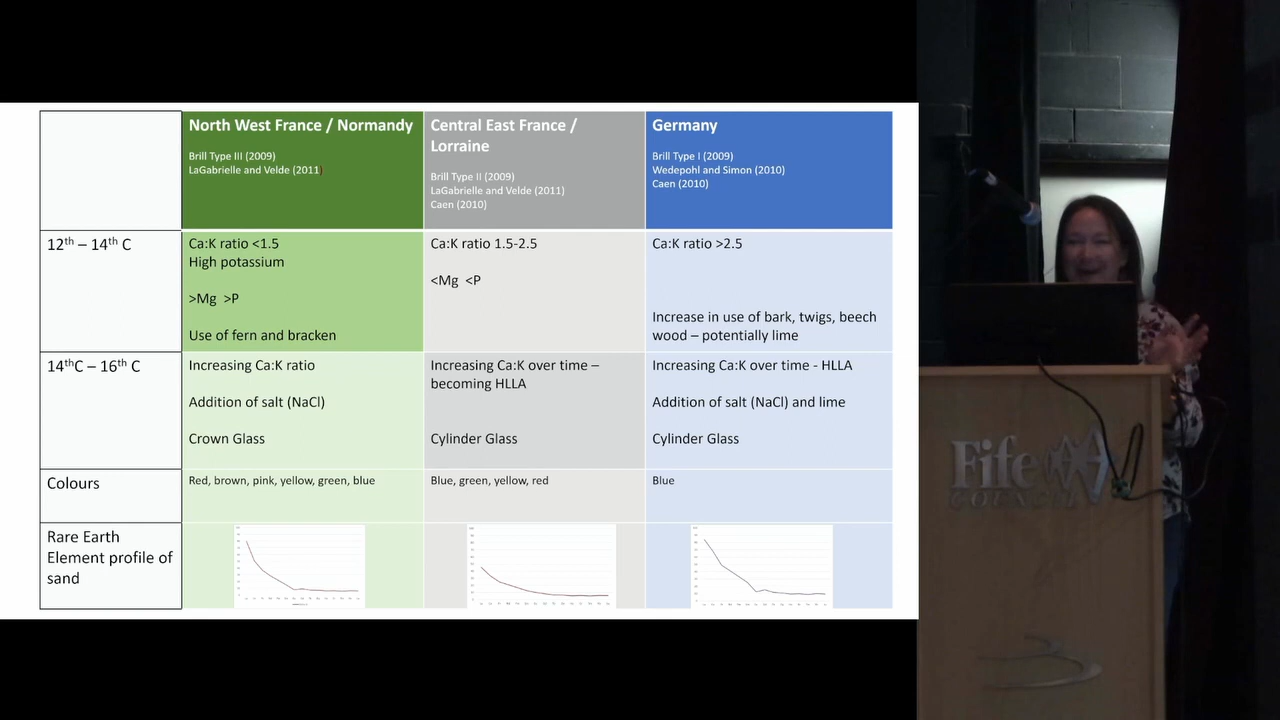 North West France / Normandy
Brill Type III (2009)
LaGabrielle and Velde (2011)
Central East France /
Lorraine
Brill Type II (2009)
LaGabrielle and Velde (2011)
Caen (2010)
Germany
Brill Type I (2009)
Wedepohl and Simon (2010)
Caen (2010)
12th – 14th C
Ca:K ratio <1.5
High potassium
>Mg >P
Use of fern and bracken
Ca:K ratio 1.5-2.5
<Mg <P
Ca:K ratio >2.5
Increase in use of bark, twigs, beech
wood – potentially lime
14thC – 16th C
Increasing Ca:K ratio
Addition of salt (NaCl)
Crown Glass
Increasing Ca:K over time –
becoming HLLA
Cylinder Glass
Increasing Ca:K over time - HLLA
Addition of salt (NaCl) and lime
Cylinder Glass
Colours
Red, brown, pink, yellow, green, blue
Blue, green, yellow, red
Blue
Rare Earth
Element profile of
sand
Fife
COUNCIL